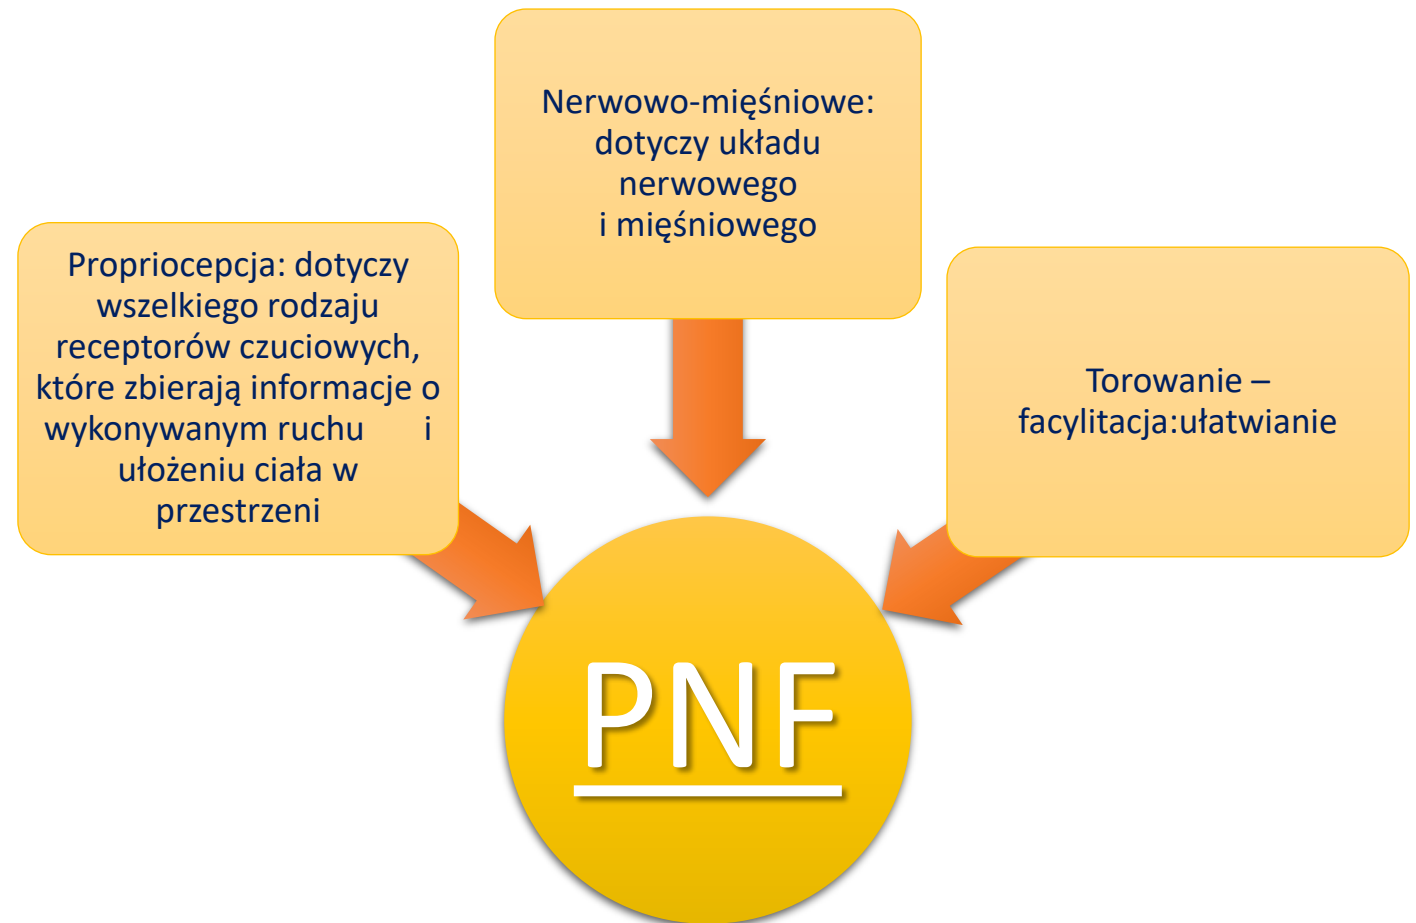 Nerwowo-mięśniowe:
dotyczy układu
nerwowego
i mięśniowego
Propriocepcja: dotyczy
wszelkiego rodzaju
receptorów czuciowych,
które zbierają informacje o
wykonywanym ruchu i
ułożeniu ciała w
przestrzeni
Torowanie –
facylitacja:ułatwianie
PNF